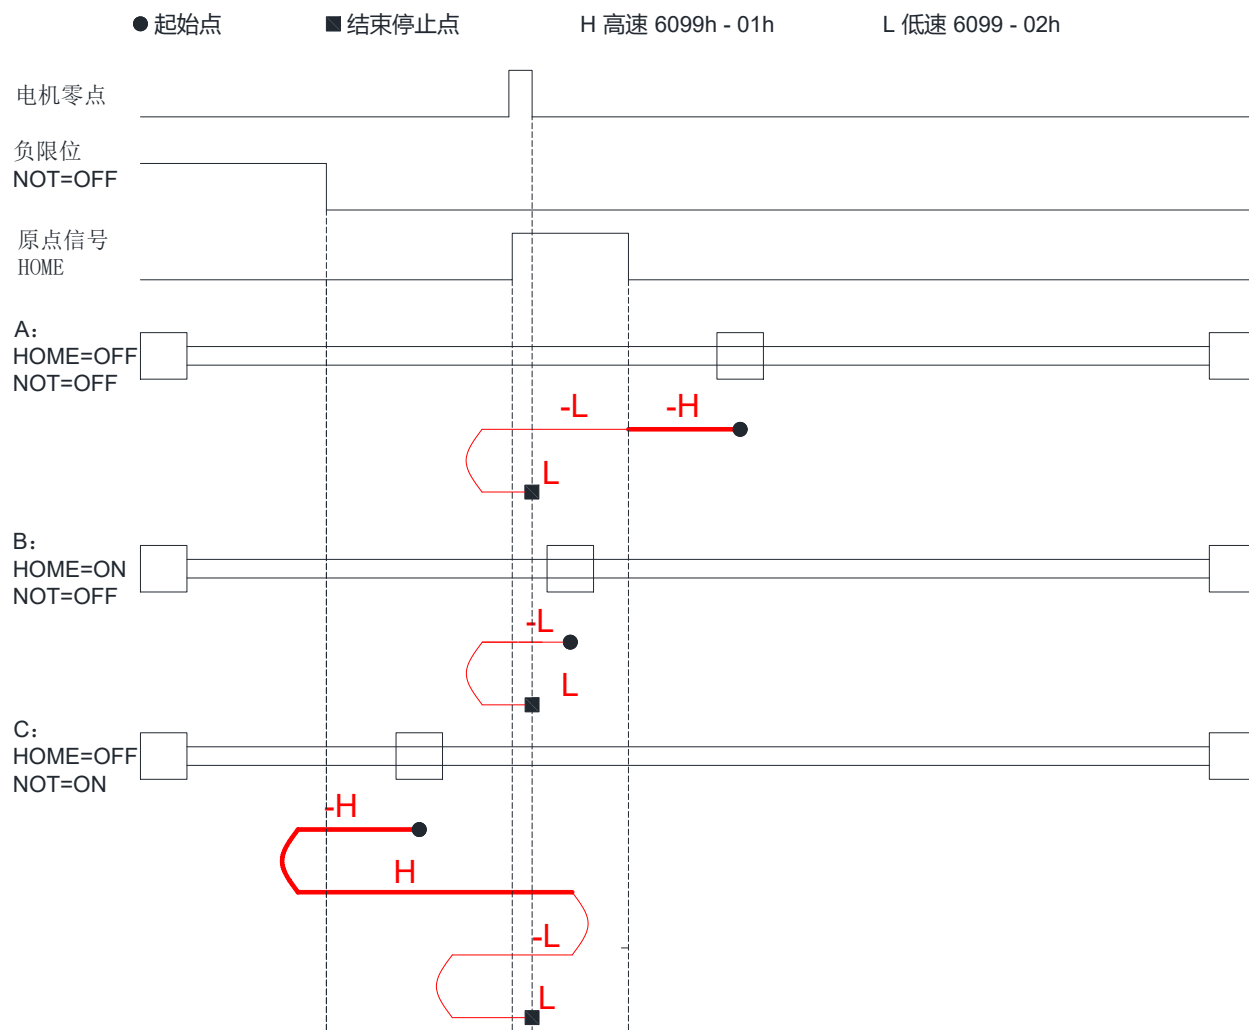 ● 起始点 ■ 结束停止点 H 高速 6099h - 01h L 低速 6099 - 02h
电机零点
负限位
NOT=OFF
原点信号
HOME
A:
HOME=OFF
NOT=OFF
-L -H
L
B:
HOME=ON
NOT=OFF
-L
L
C:
HOME=OFF
NOT=ON
-H
H
-L
L